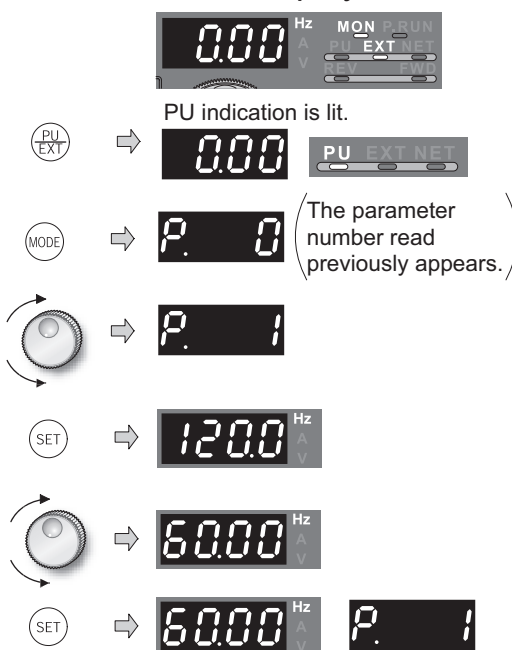 0.00 Hz A V MON P.RUN
PU EXT NET
REV FWD
PU indication is lit.
PU
EXT
0.00 PU EXT NET
MODE P. 0 (The parameter
number read
previously appears.)
P. 1
SET 120.0 Hz A V
60.00 Hz A V
SET 60.00 Hz A V P. 1